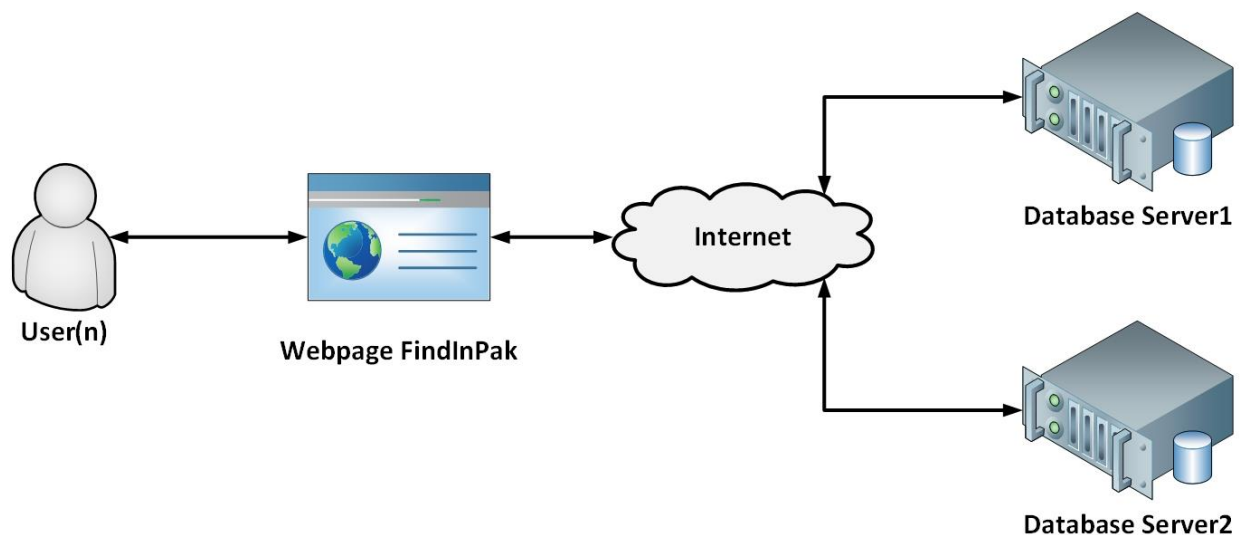 User(n)
Webpage FindInPak
Internet
Database Server1
Database Server2